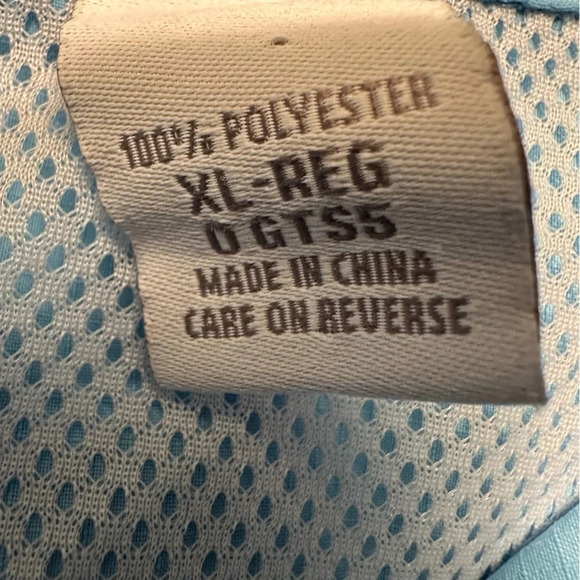 100% POLYESTER
XL-REG
0 GTS5
MADE IN CHINA
CARE ON REVERSE